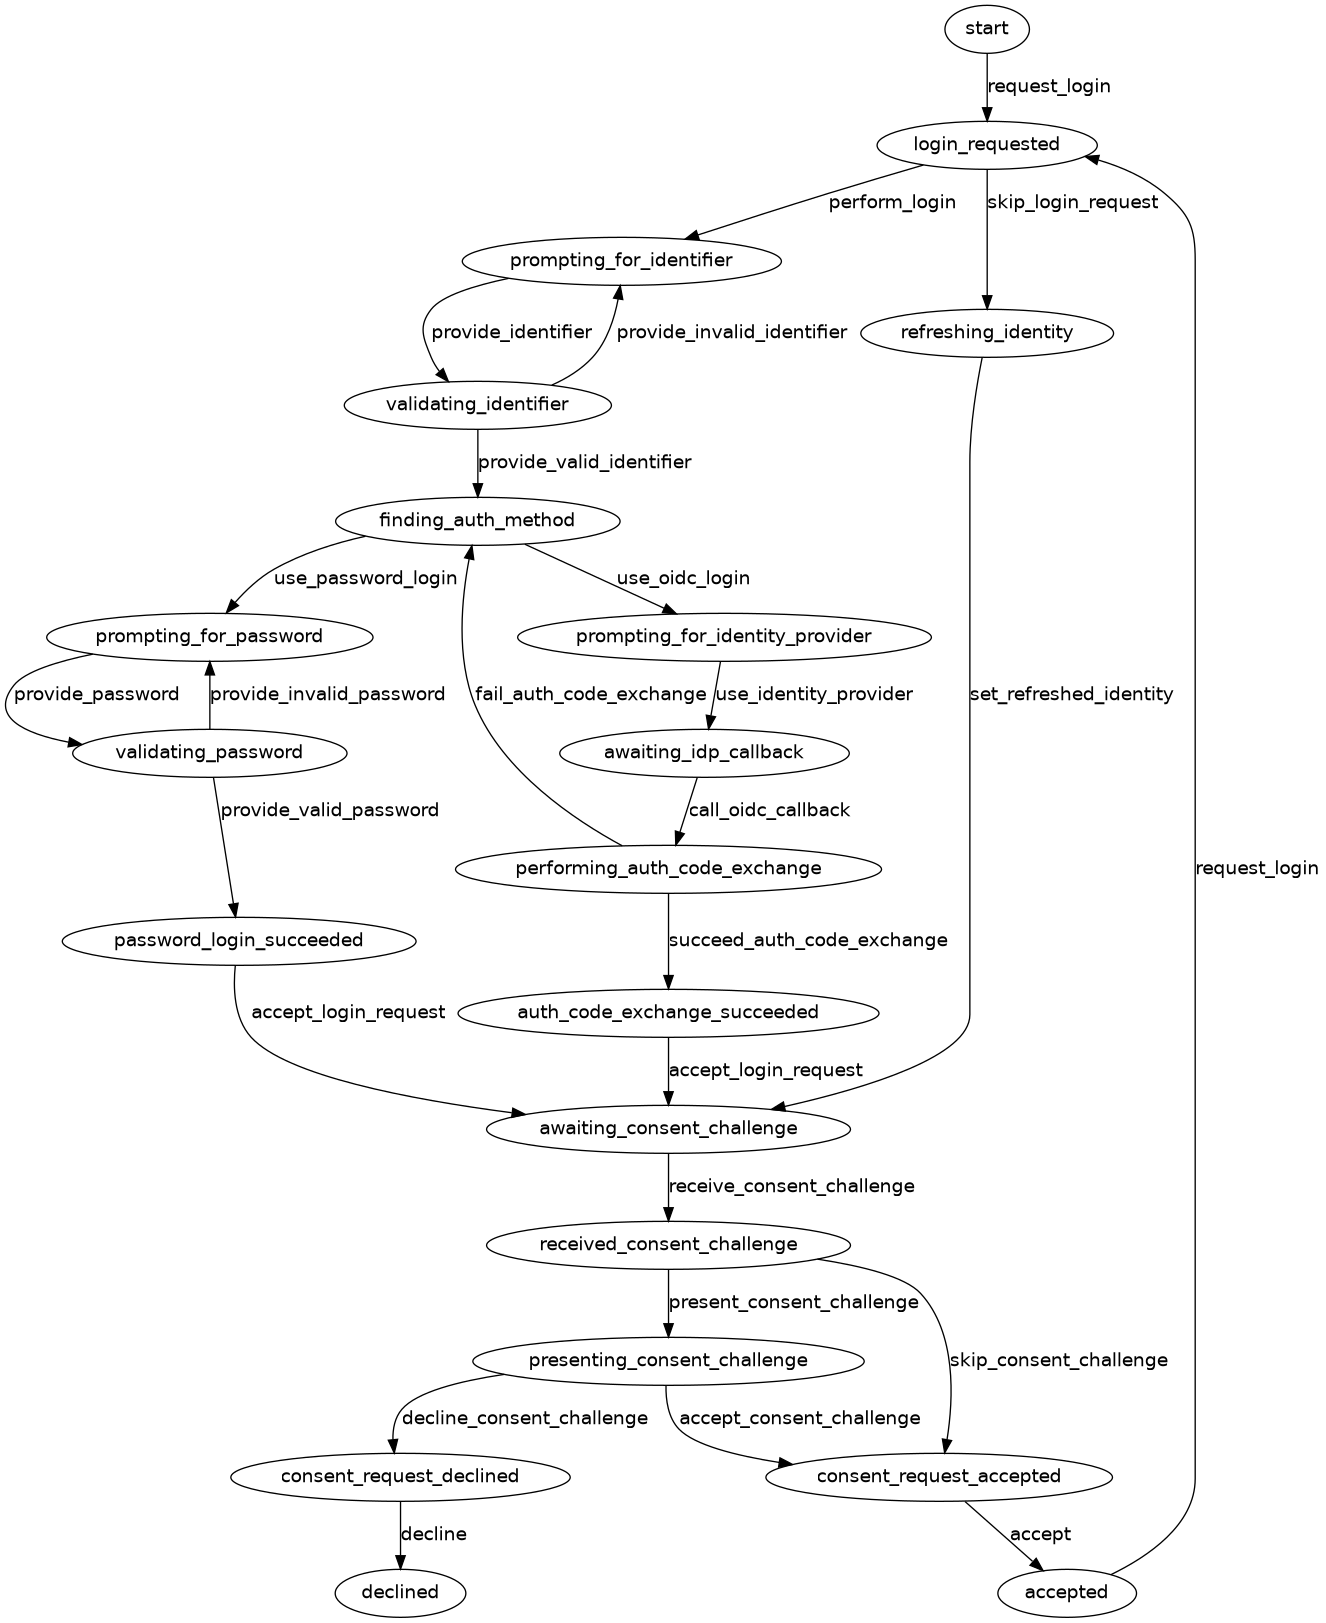 start
request_login
login_requested
perform_login
skip_login_request
prompting_for_identifier
provide_identifier
provide_invalid_identifier
refreshing_identity
validating_identifier
provide_valid_identifier
finding_auth_method
use_password_login
use_oidc_login
prompting_for_password
prompting_for_identity_provider
provide_password
provide_invalid_password
fail_auth_code_exchange
use_identity_provider
set_refreshed_identity
validating_password
awaiting_idp_callback
provide_valid_password
call_oidc_callback
performing_auth_code_exchange
request_login
password_login_succeeded
succeed_auth_code_exchange
accept_login_request
auth_code_exchange_succeeded
accept_login_request
awaiting_consent_challenge
receive_consent_challenge
received_consent_challenge
present_consent_challenge
presenting_consent_challenge
skip_consent_challenge
decline_consent_challenge
accept_consent_challenge
consent_request_declined
consent_request_accepted
decline
accept
declined
accepted